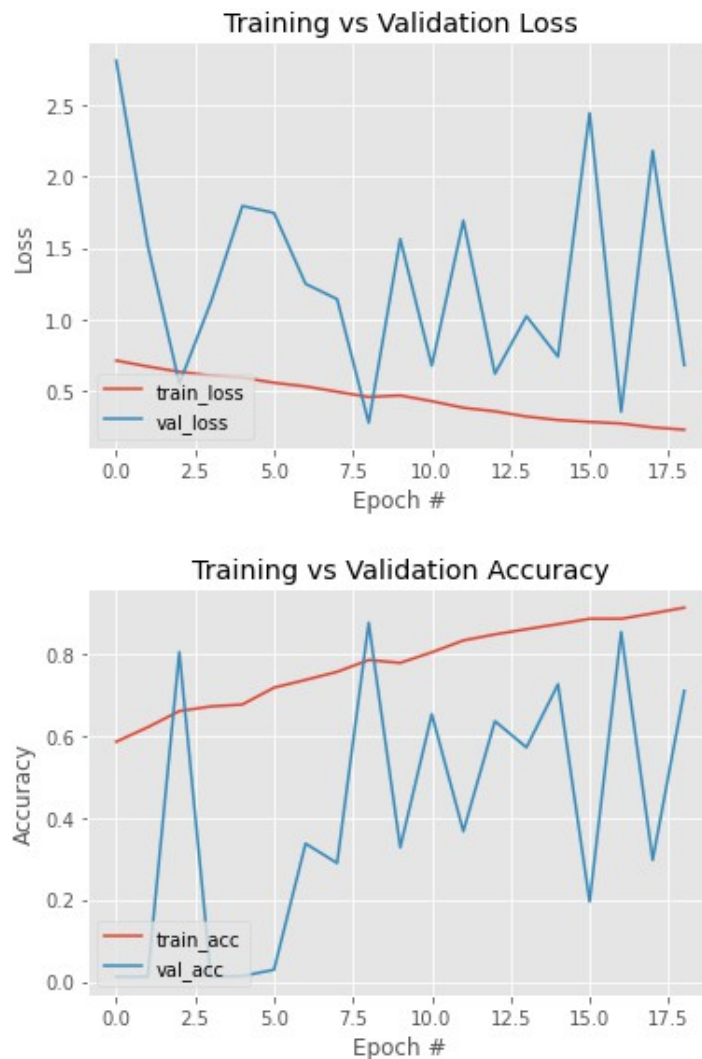 Training vs Validation Loss
2.5
2.0
1.5
1.0
0.5
Loss
train_loss
val_loss
0.0 2.5 5.0 7.5 10.0 12.5 15.0 17.5
Epoch #
Training vs Validation Accuracy
0.8
0.6
0.4
0.2
0.0
Accuracy
train_acc
val_acc
0.0 2.5 5.0 7.5 10.0 12.5 15.0 17.5
Epoch #